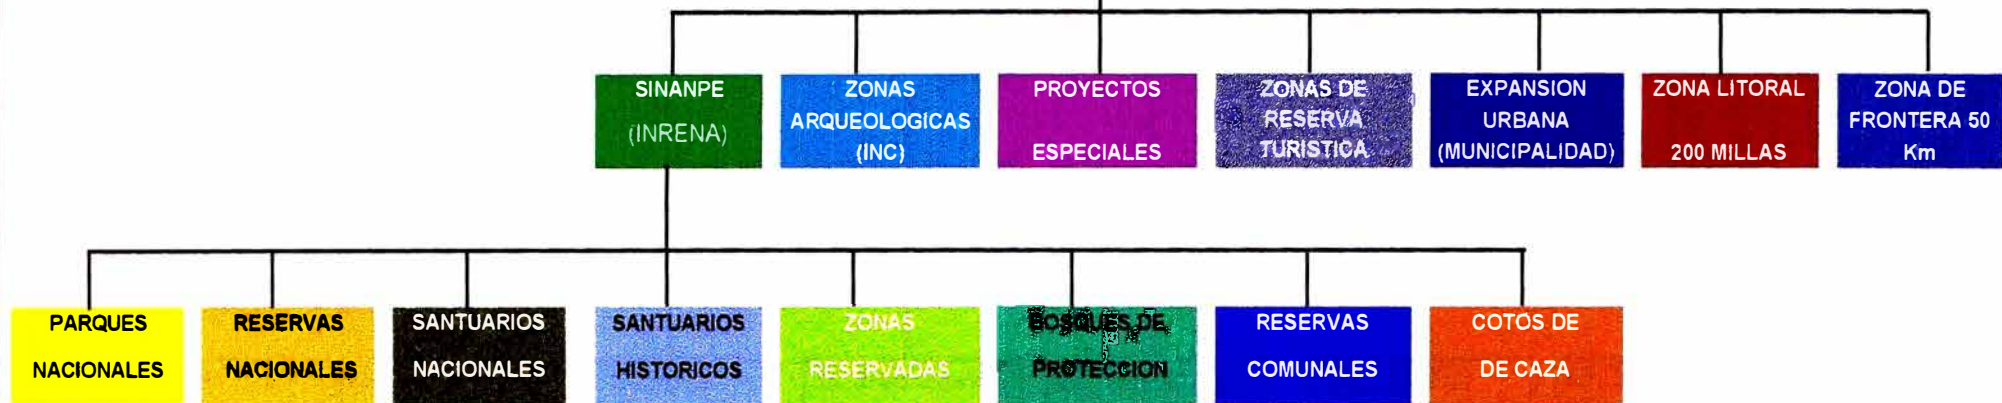 SINANPE
(INRENA)
ZONAS
ARQUEOLOGICAS
(INC)
PROYECTOS
ESPECIALES
ZONAS DE
RESERVA
TURISTICA
EXPANSION
URBANA
(MUNICIPALIDAD)
ZONA LITORAL
200 MILLAS
ZONA DE
FRONTERA 50
Km
PARQUES
NACIONALES
RESERVAS
NACIONALES
SANTUARIOS
NACIONALES
SANTUARIOS
HISTORICOS
ZONAS
RESERVADAS
BOSQUES DE
PROTECCION
RESERVAS
COMUNALES
COTOS DE
DE CAZA